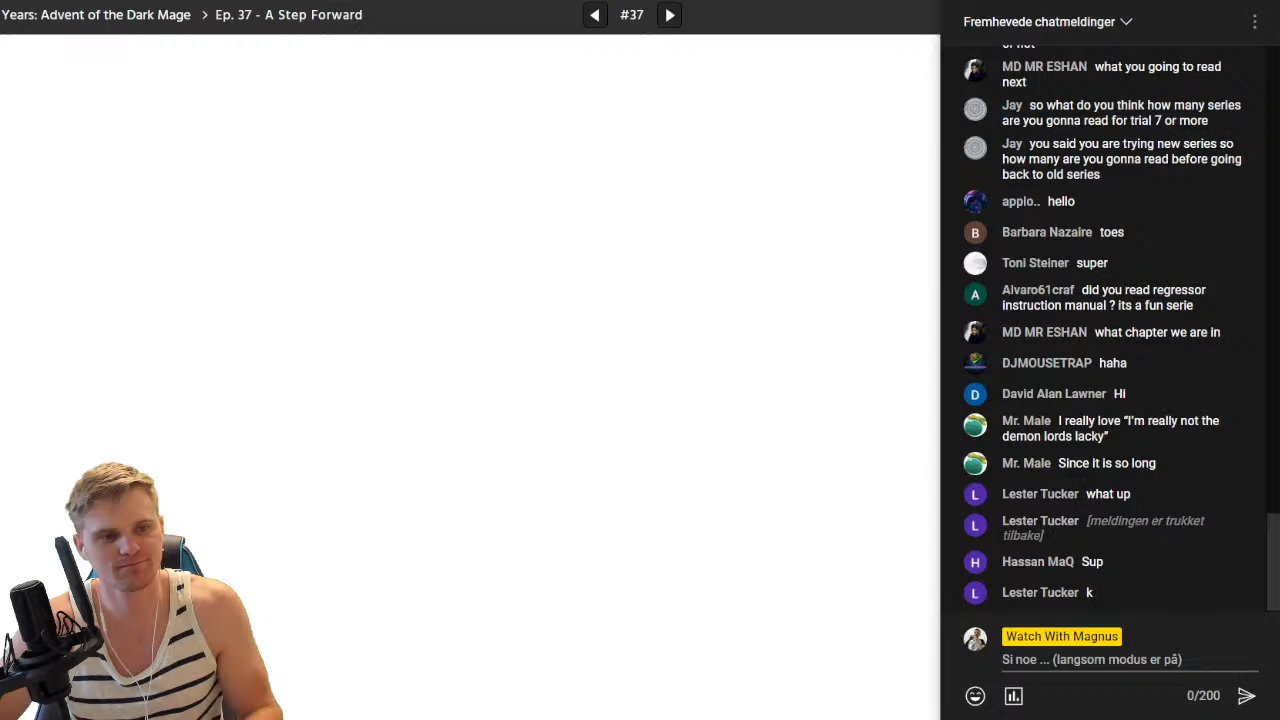 Years: Advent of the Dark Mage > Ep. 37 - A Step Forward
#37
Fremhevede chatmeldinger
MD MR ESHAN what you going to read
next
Jay so what do you think how many series
are you gonna read for trial 7 or more
Jay you said you are trying new series so
how many are you gonna read before going
back to old series
applo.. hello
B Barbara Nazaire toes
Toni Steiner super
A Alvaro61craf did you read regressor
instruction manual ? its a fun serie
MD MR ESHAN what chapter we are in
DJMOUSETRAP haha
D David Alan Lawner Hi
Mr. Male I really love “I’m really not the
demon lords lacky”
Mr. Male Since it is so long
L Lester Tucker what up
L Lester Tucker [meldingen er trukket
tilbake]
H Hassan MaQ Sup
L Lester Tucker k
Watch With Magnus
Si noe ... (langsom modus er på)
0/200